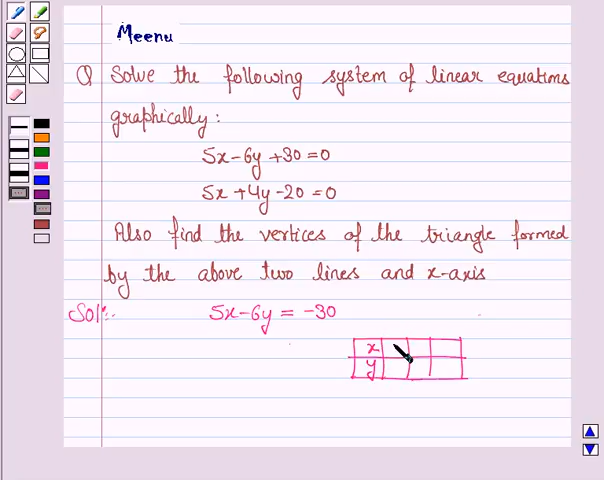 Meenu
Q Solve the following system of linear equations
graphically:
5x-6y+30=0
5x+4y-20=0
Also find the vertices of the triangle formed
by the above two lines and x-axis
Sol:- 5x-6y = -30
x
y